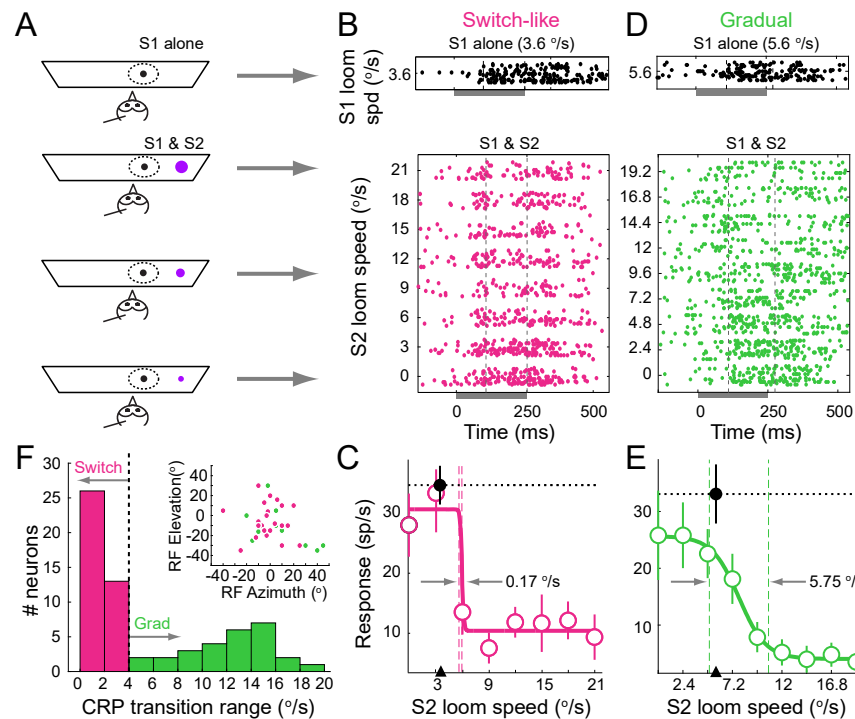 A
S1 alone
S1 & S2
B
Switch-like
S1 alone (3.6 °/s)
S1 loom
spd (°/s)
3.6
S1 & S2
S2 loom speed (°/s)
21
18
15
12
9
6
3
0
0
250
500
Time (ms)
D
Gradual
S1 alone (5.6 °/s)
5.6
S1 & S2
19.2
16.8
14.4
12
9.6
7.2
4.8
2.4
0
0
250
500
Time (ms)
F
Switch
Grad
# neurons
30
25
20
15
10
5
0
0 2 4 6 8 10 12 14 16 18 20
CRP transition range (°/s)
RF Elevation(°)
40
20
0
-20
-40
-40 -20 0 20 40
RF Azimuth (°)
C
Response (sp/s)
30
20
10
0.17 °/s
3 9 15 21
S2 loom speed (°/s)
E
30
20
10
5.75 °/s
2.4 7.2 12 16.8
S2 loom speed (°/s)